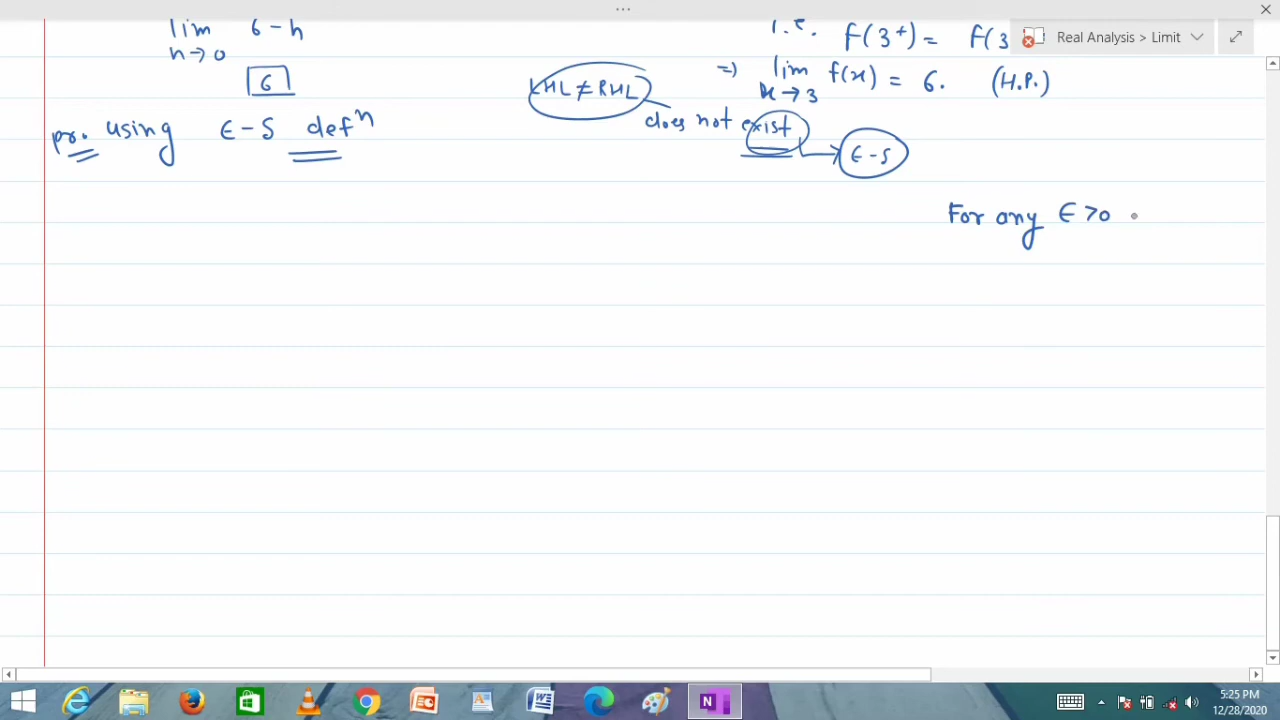 lim 6-h
h→0
6
i.e. f(3⁺) = f(3
Real Analysis > Limit
⇒ lim f(x) = 6. (H.P.)
x→3
LHL ≠ RHL
does not exist
ϵ-δ
pr. using ϵ-δ defⁿ
For any ϵ>0
5:25 PM
12/28/2020